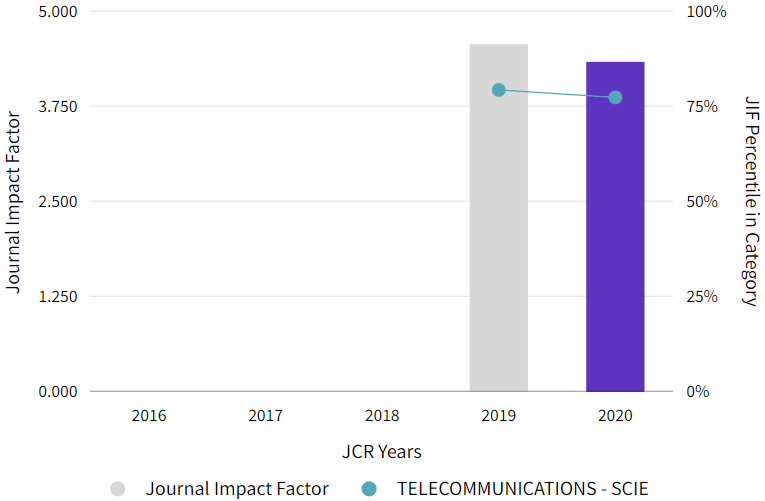 5.000
100%
3.750
75%
2.500
50%
1.250
25%
0.000
0%
Journal Impact Factor
JIF Percentile in Category
2016 2017 2018 2019 2020
JCR Years
Journal Impact Factor TELECOMMUNICATIONS - SCIE